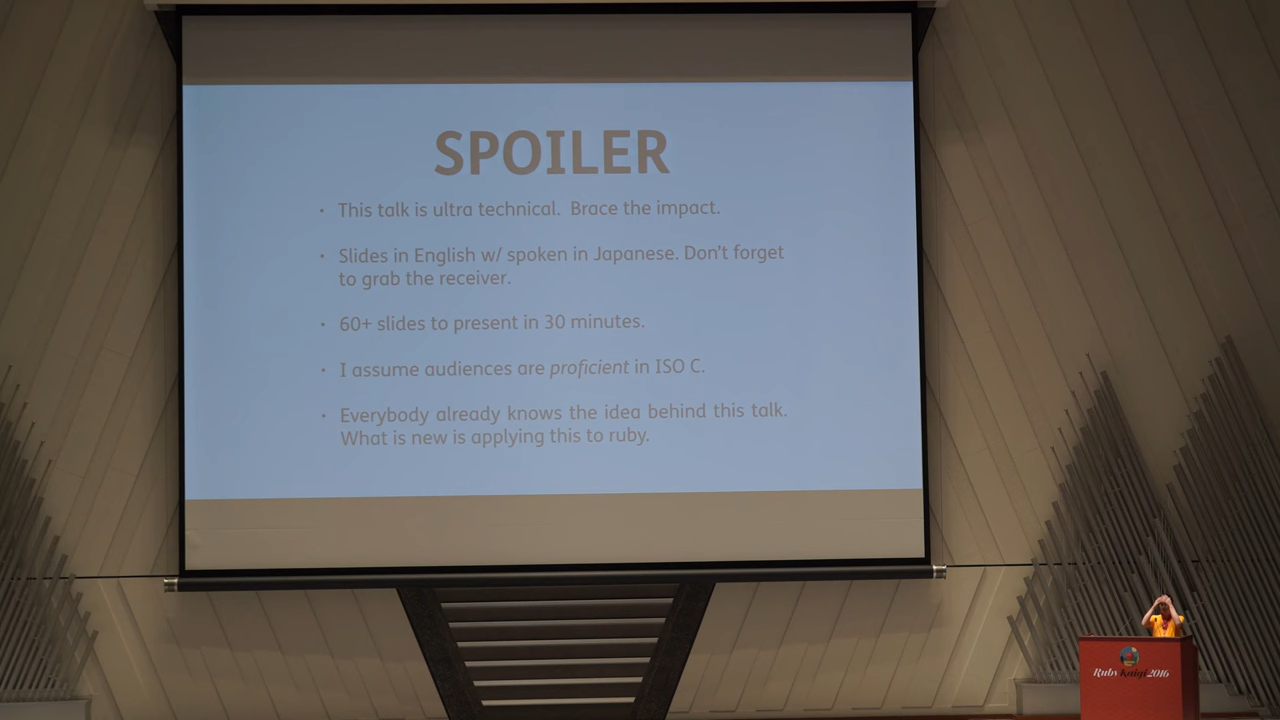 SPOILER
• This talk is ultra technical.  Brace the impact.
• Slides in English w/ spoken in Japanese. Don't forget
to grab the receiver.
• 60+ slides to present in 30 minutes.
• I assume audiences are proficient in ISO C.
• Everybody already knows the idea behind this talk.
What is new is applying this to ruby.
Ruby Kaigi 2016